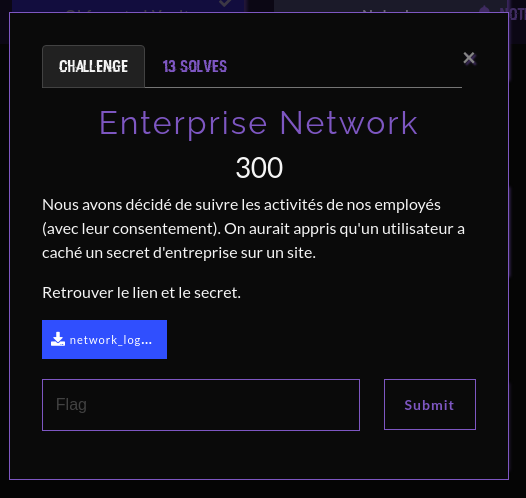 CHALLENGE
13 SOLVES
×
Enterprise Network
300
Nous avons décidé de suivre les activités de nos employés
(avec leur consentement). On aurait appris qu'un utilisateur a
caché un secret d'entreprise sur un site.
Retrouver le lien et le secret.
network_log...
Flag
Submit